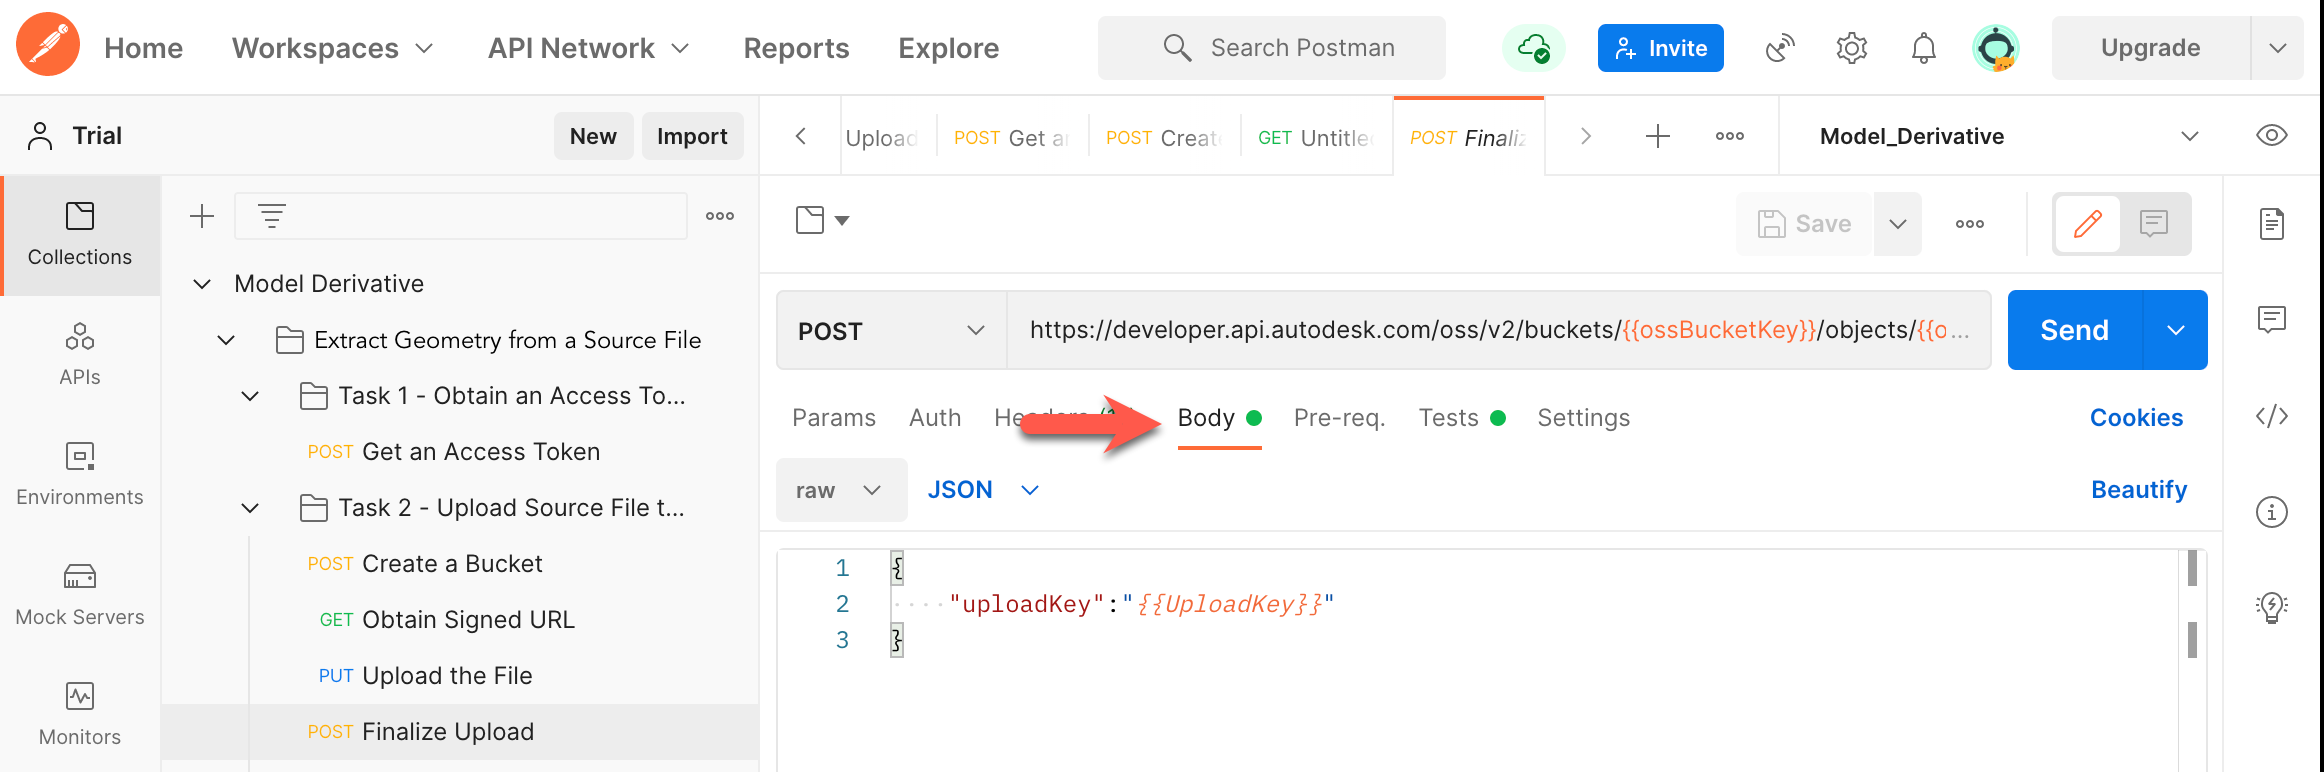 Home Workspaces API Network Reports Explore Search Postman Invite Upgrade
Trial New Import
Upload POST Get an POST Create GET Untitled POST Finaliz Model_Derivative
Collections
APIs
Environments
Mock Servers
Monitors
Model Derivative
Extract Geometry from a Source File
Task 1 - Obtain an Access To...
POST Get an Access Token
Task 2 - Upload Source File t...
POST Create a Bucket
GET Obtain Signed URL
PUT Upload the File
POST Finalize Upload
Save
POST https://developer.api.autodesk.com/oss/v2/buckets/{{ossBucketKey}}/objects/{{o... Send
Params Auth Body Pre-req. Tests Settings Cookies
raw JSON Beautify
1 {
2 "uploadKey":"{{UploadKey}}"
3 }